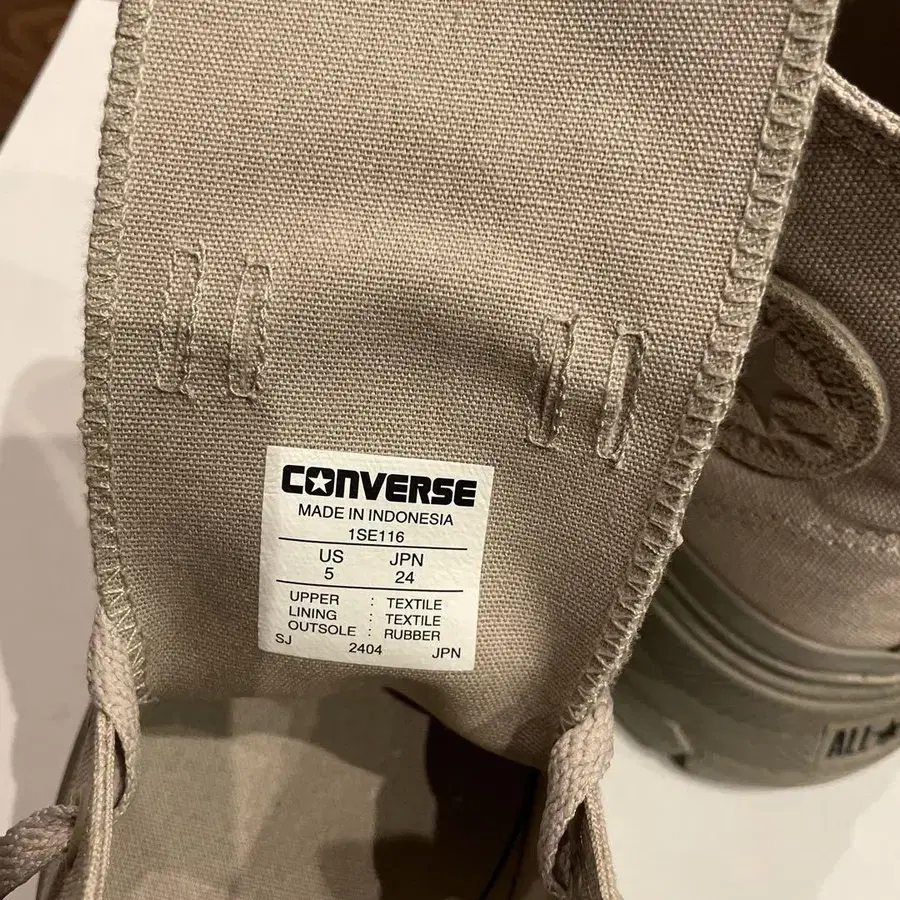 CONVERSE
MADE IN INDONESIA
1SE116
US JPN
5 24
UPPER : TEXTILE
LINING : TEXTILE
OUTSOLE : RUBBER
SJ 2404 JPN
ALL